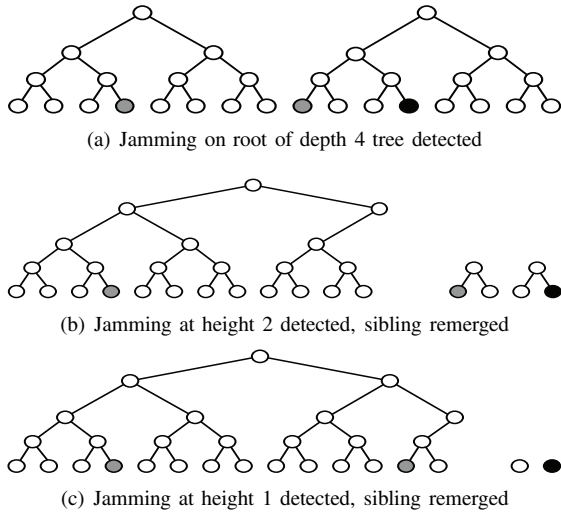 (a) Jamming on root of depth 4 tree detected
(b) Jamming at height 2 detected, sibling remerged
(c) Jamming at height 1 detected, sibling remerged